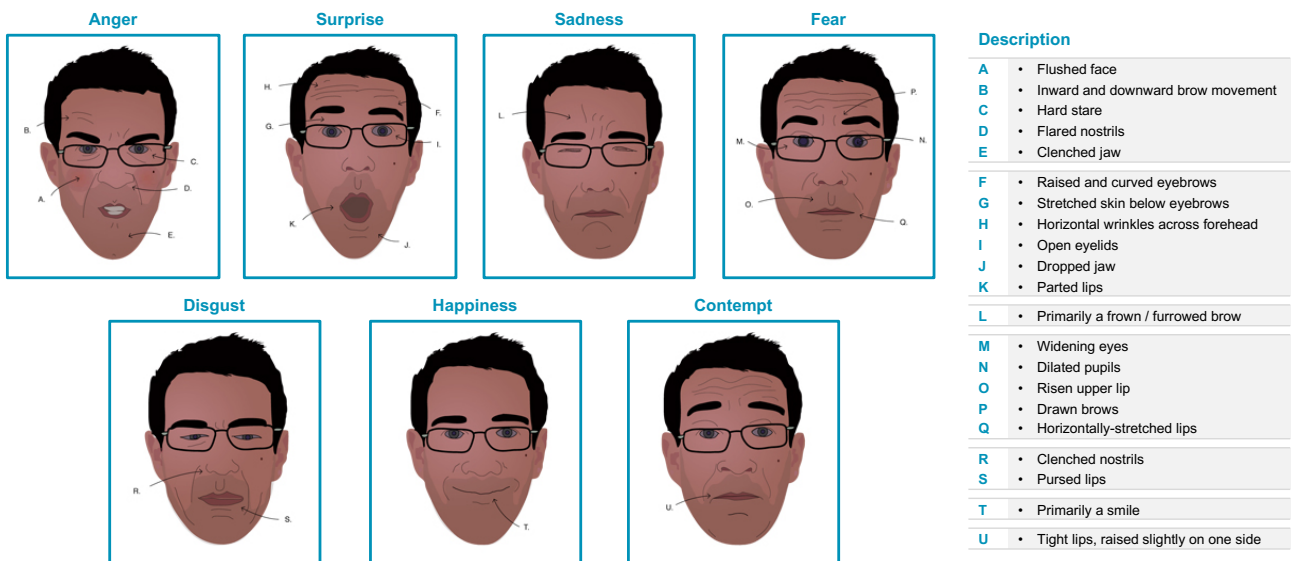 Anger
Surprise
Sadness
Fear
B.
C.
A.
D.
E.
H.
F.
G.
I.
K.
J.
L.
P.
M.
N.
O.
Q.
Disgust
Happiness
Contempt
R.
S.
T.
U.
Description
A • Flushed face
B • Inward and downward brow movement
C • Hard stare
D • Flared nostrils
E • Clenched jaw
F • Raised and curved eyebrows
G • Stretched skin below eyebrows
H • Horizontal wrinkles across forehead
I • Open eyelids
J • Dropped jaw
K • Parted lips
L • Primarily a frown / furrowed brow
M • Widening eyes
N • Dilated pupils
O • Risen upper lip
P • Drawn brows
Q • Horizontally-stretched lips
R • Clenched nostrils
S • Pursed lips
T • Primarily a smile
U • Tight lips, raised slightly on one side